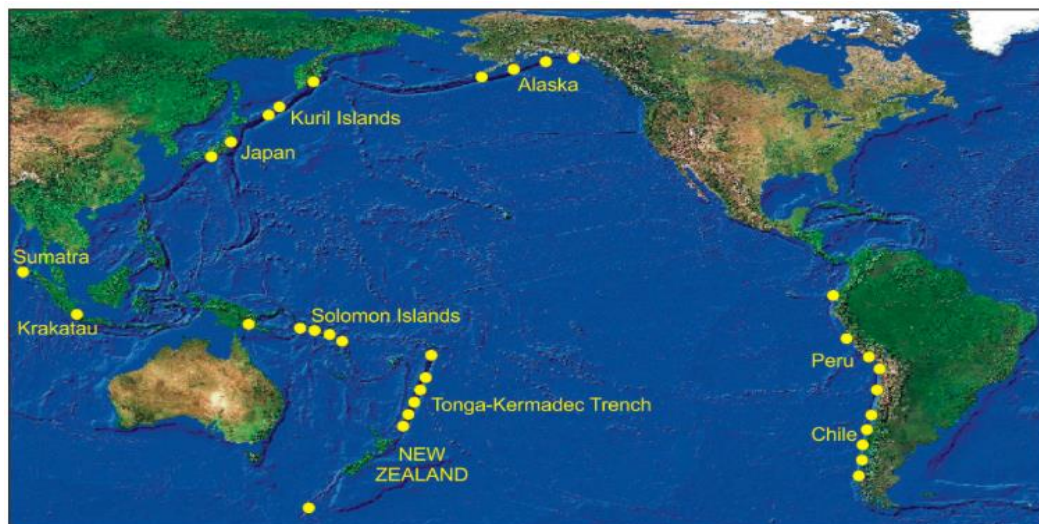 Alaska
Kuril Islands
Japan
Sumatra
Krakatau
Solomon Islands
Peru
Tonga-Kermadec Trench
Chile
NEW
ZEALAND